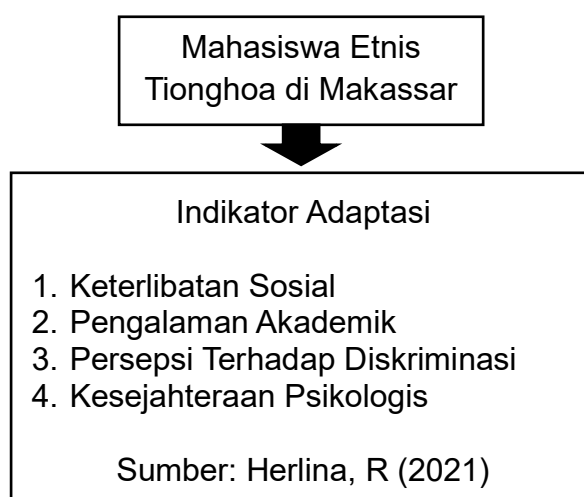 Mahasiswa Etnis
Tionghoa di Makassar
Indikator Adaptasi
1. Keterlibatan Sosial
2. Pengalaman Akademik
3. Persepsi Terhadap Diskriminasi
4. Kesejahteraan Psikologis
Sumber: Herlina, R (2021)